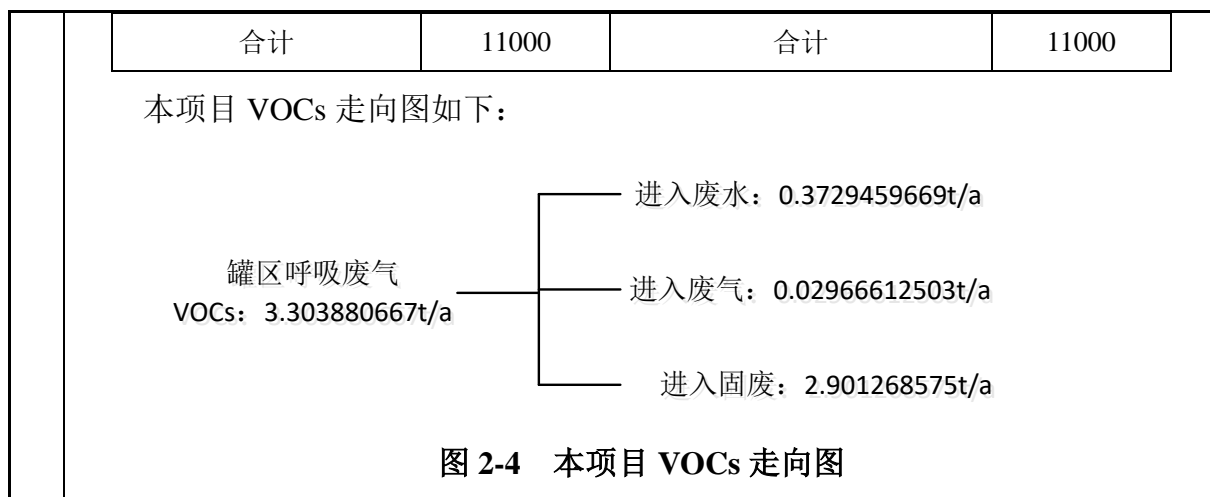 合计 11000 合计 11000
本项目 VOCs 走向图如下：
进入废水：0.3729459669t/a
罐区呼吸废气
VOCs：3.303880667t/a
进入废气：0.02966612503t/a
进入固废：2.901268575t/a
图 2-4 本项目 VOCs 走向图